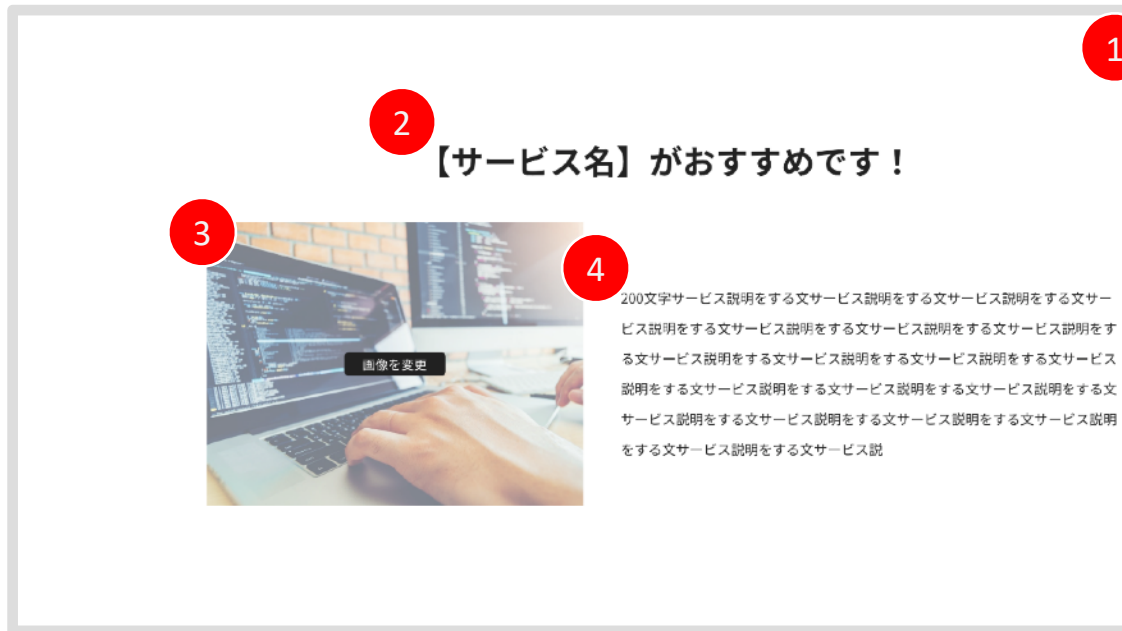 1
2
【サービス名】がおすすめです！
3
4
200文字サービス説明をする文サービス説明をする文サービス説明をする文サー
ビス説明をする文サービス説明をする文サービス説明をする文サービス説明をす
る文サービス説明をする文サービス説明をする文サービス説明をする文サービス
説明をする文サービス説明をする文サービス説明をする文サービス説明をする文
サービス説明をする文サービス説明をする文サービス説明をする文サービス説明
をする文サービス説明をする文サービス説
画像を変更